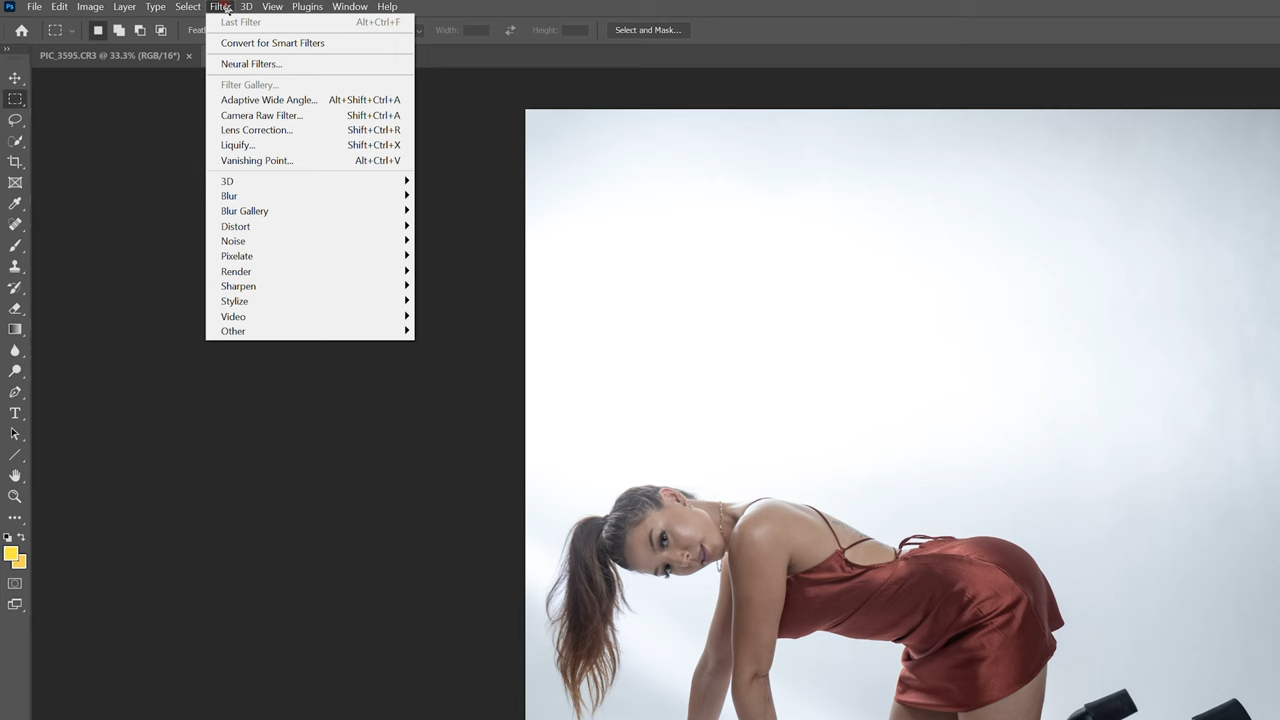 Ps File Edit Image Layer Type Select Filter 3D View Plugins Window Help
Width: Height: Select and Mask...
PIC_3595.CR3 @ 33.3% (RGB/16*) ×
Last Filter Alt+Ctrl+F
Convert for Smart Filters
Neural Filters...
Filter Gallery...
Adaptive Wide Angle... Alt+Shift+Ctrl+A
Camera Raw Filter... Shift+Ctrl+A
Lens Correction... Shift+Ctrl+R
Liquify... Shift+Ctrl+X
Vanishing Point... Alt+Ctrl+V
3D
Blur
Blur Gallery
Distort
Noise
Pixelate
Render
Sharpen
Stylize
Video
Other